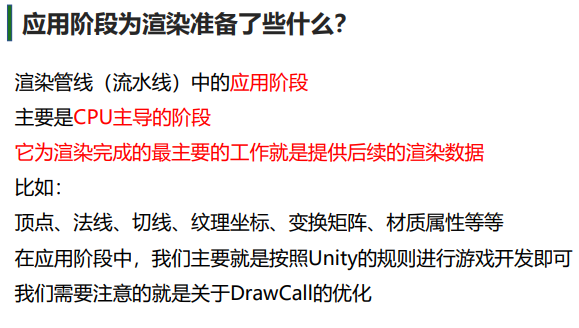 应用阶段为渲染准备了些什么？
渲染管线（流水线）中的应用阶段
主要是CPU主导的阶段
它为渲染完成的最主要的工作就是提供后续的渲染数据
比如：
顶点、法线、切线、纹理坐标、变换矩阵、材质属性等等
在应用阶段中，我们主要就是按照Unity的规则进行游戏开发即可
我们需要注意的就是关于DrawCall的优化